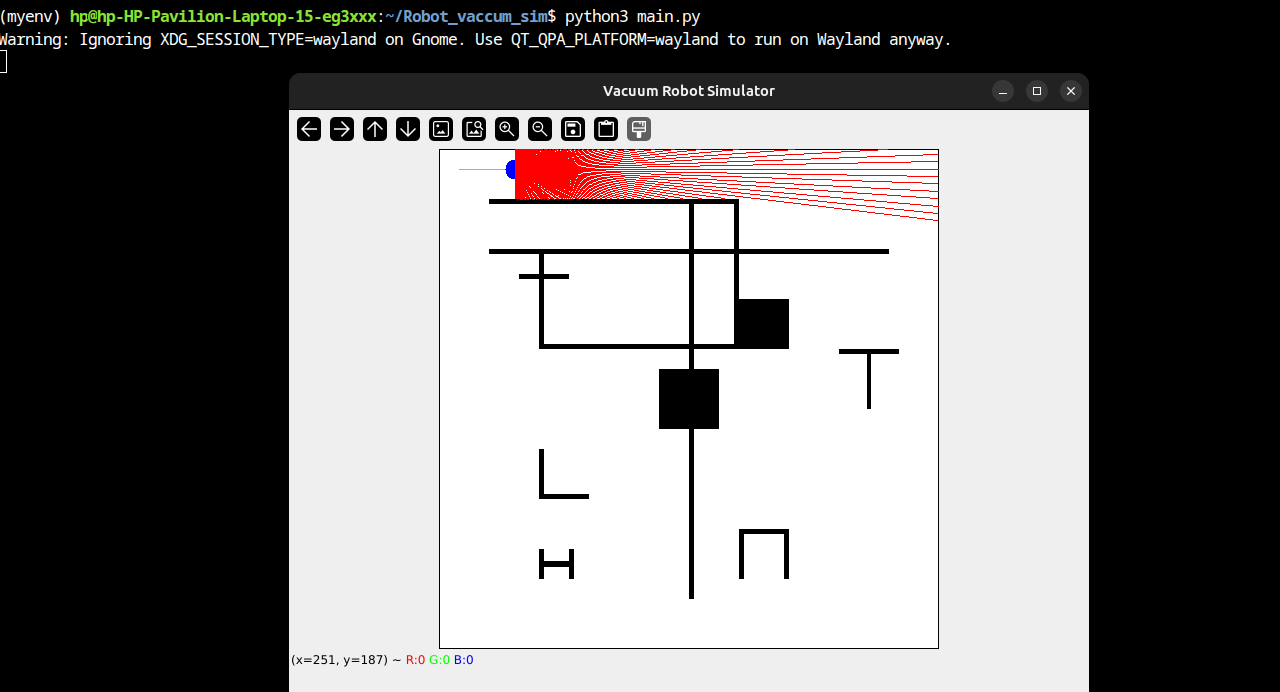 (myenv) hp@hp-HP-Pavilion-Laptop-15-eg3xxx:~/Robot_vaccum_sim$ python3 main.py
Warning: Ignoring XDG_SESSION_TYPE=wayland on Gnome. Use QT_QPA_PLATFORM=wayland to run on Wayland anyway.
Vacuum Robot Simulator
(x=251, y=187) ~ R:0 G:0 B:0